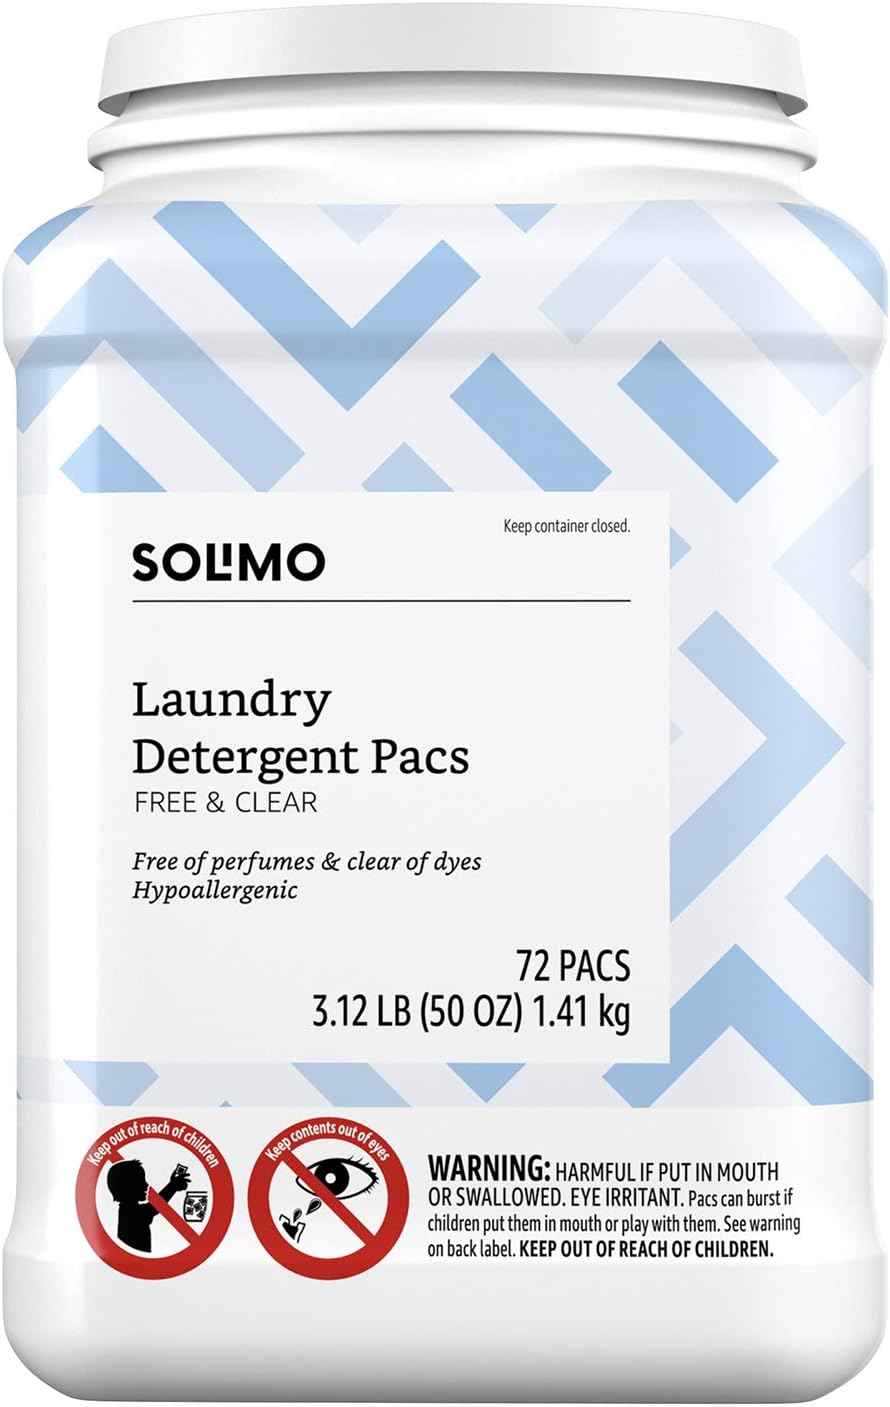 Keep container closed.
SOLIMO
Laundry
Detergent Pacs
FREE & CLEAR
Free of perfumes & clear of dyes
Hypoallergenic
72 PACS
3.12 LB (50 OZ) 1.41 kg
Keep out of reach of children
Keep contents out of eyes
WARNING: HARMFUL IF PUT IN MOUTH
OR SWALLOWED. EYE IRRITANT. Pacs can burst if
children put them in mouth or play with them. See warning
on back label. KEEP OUT OF REACH OF CHILDREN.